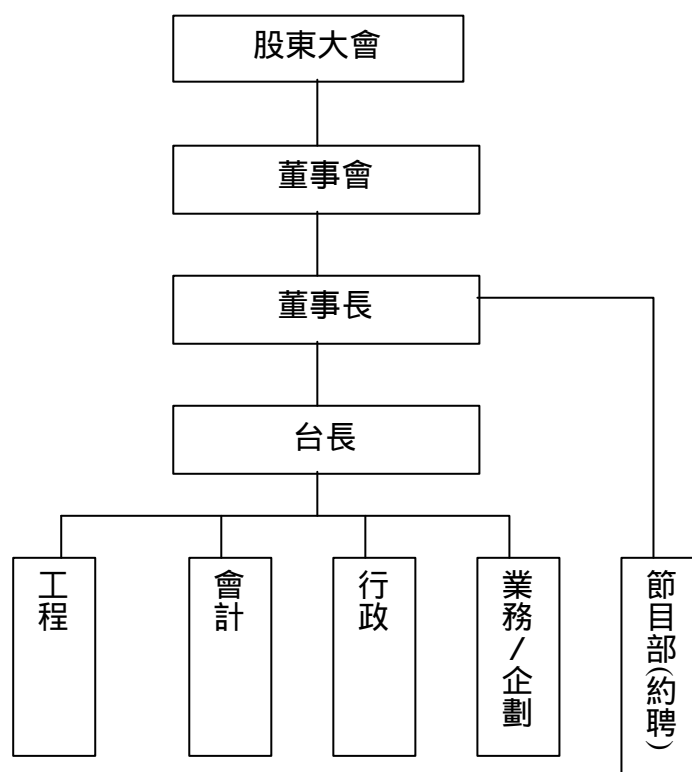 股東大會
董事會
董事長
台長
工程
會計
行政
業務/企劃
節目部(約聘)